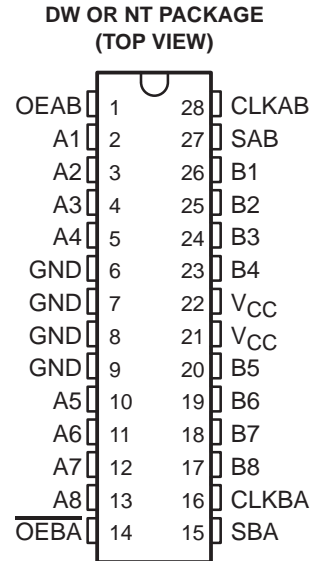 DW OR NT PACKAGE
(TOP VIEW)
OEAB 1 28 CLKAB
A1 2 27 SAB
A2 3 26 B1
A3 4 25 B2
A4 5 24 B3
GND 6 23 B4
GND 7 22 VCC
GND 8 21 VCC
GND 9 20 B5
A5 10 19 B6
A6 11 18 B7
A7 12 17 B8
A8 13 16 CLKBA
OEBA 14 15 SBA